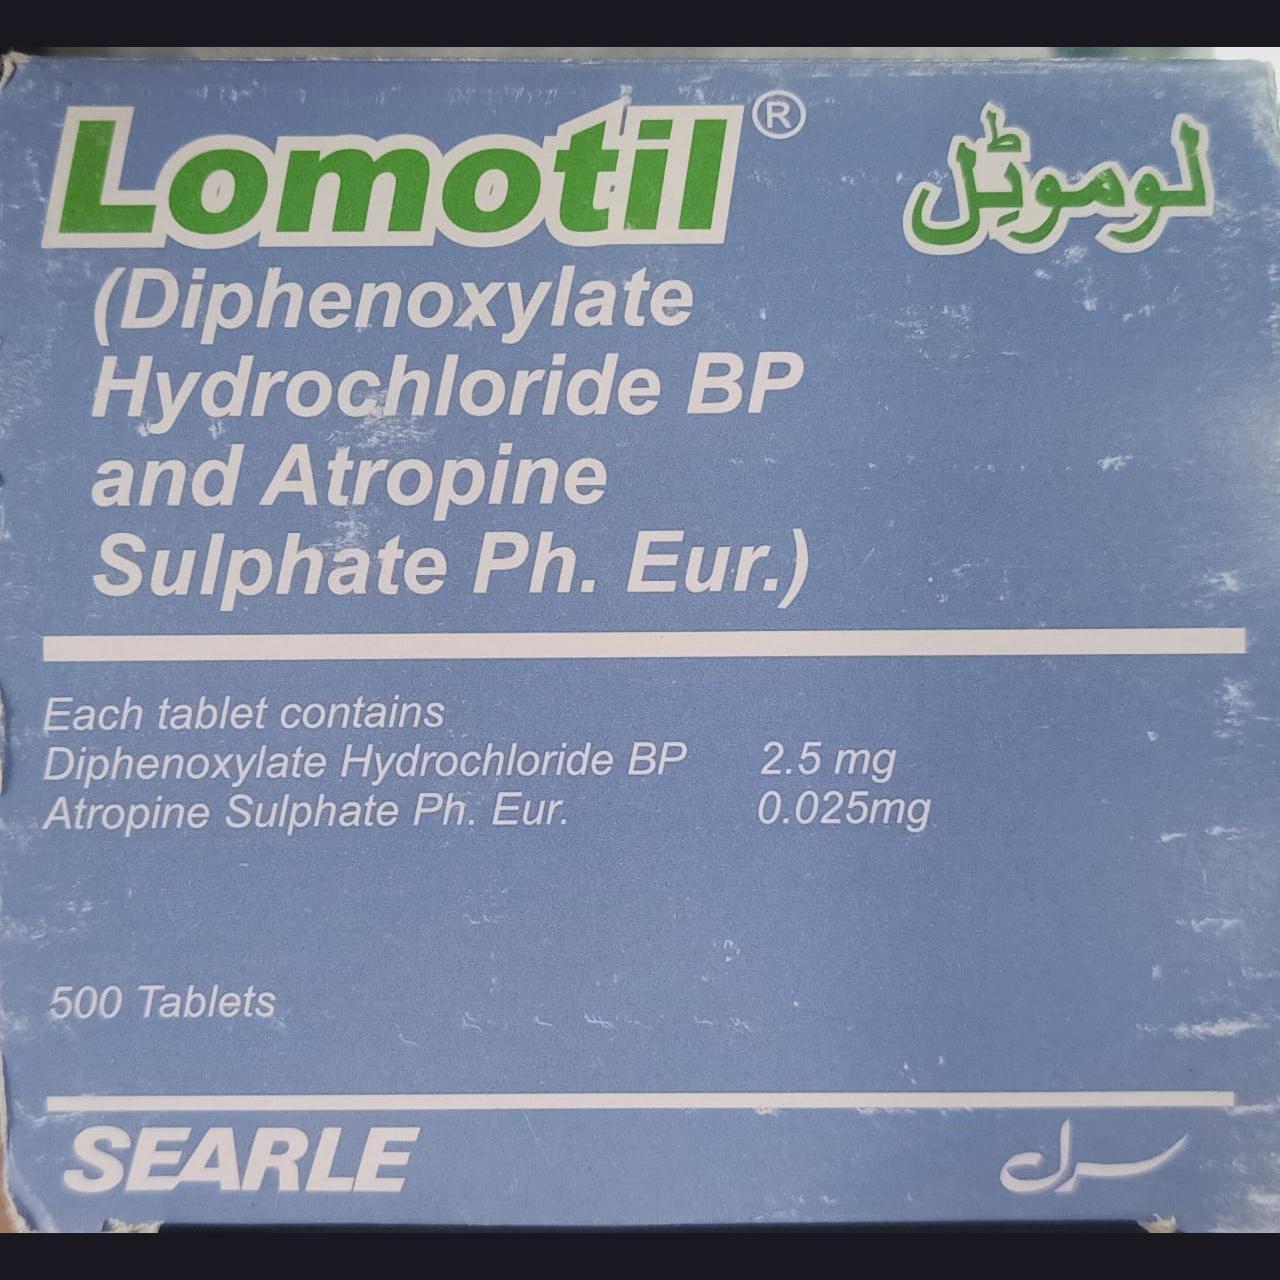 Lomotil®
لوموٹِل
(Diphenoxylate
Hydrochloride BP
and Atropine
Sulphate Ph. Eur.)
Each tablet contains
Diphenoxylate Hydrochloride BP 2.5 mg
Atropine Sulphate Ph. Eur. 0.025mg
500 Tablets
SEARLE
سرل